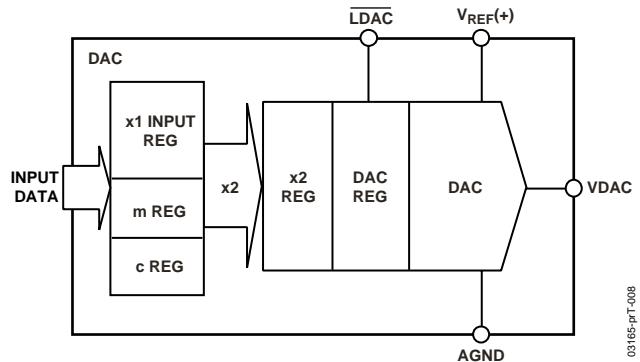 LDAC
VREF(+)
DAC
x1 INPUT
REG
INPUT
DATA
x2
x2
REG
DAC
REG
DAC
VDAC
m REG
c REG
AGND
03165-prT-008